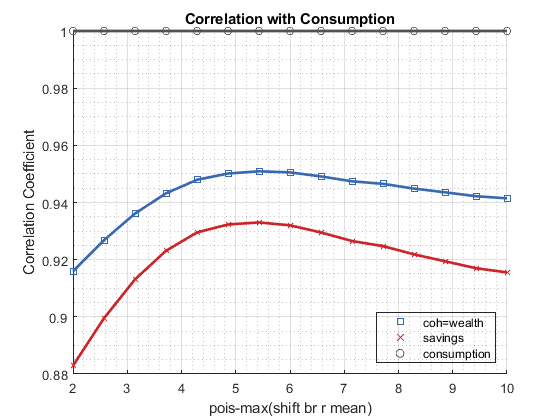 Correlation with Consumption
1
0.98
0.96
0.94
0.92
0.9
0.88
Correlation Coefficient
2 3 4 5 6 7 8 9 10
pois-max(shift br r mean)
coh=wealth
savings
consumption